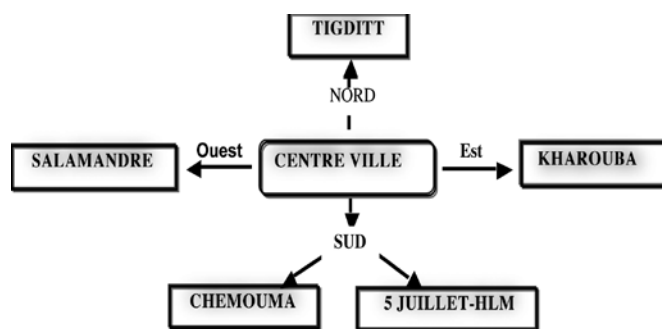 TIGDITT
NORD
SALAMANDRE
Ouest
CENTRE VILLE
Est
KHAROUBA
SUD
CHEMOUMA
5 JUILLET-HLM